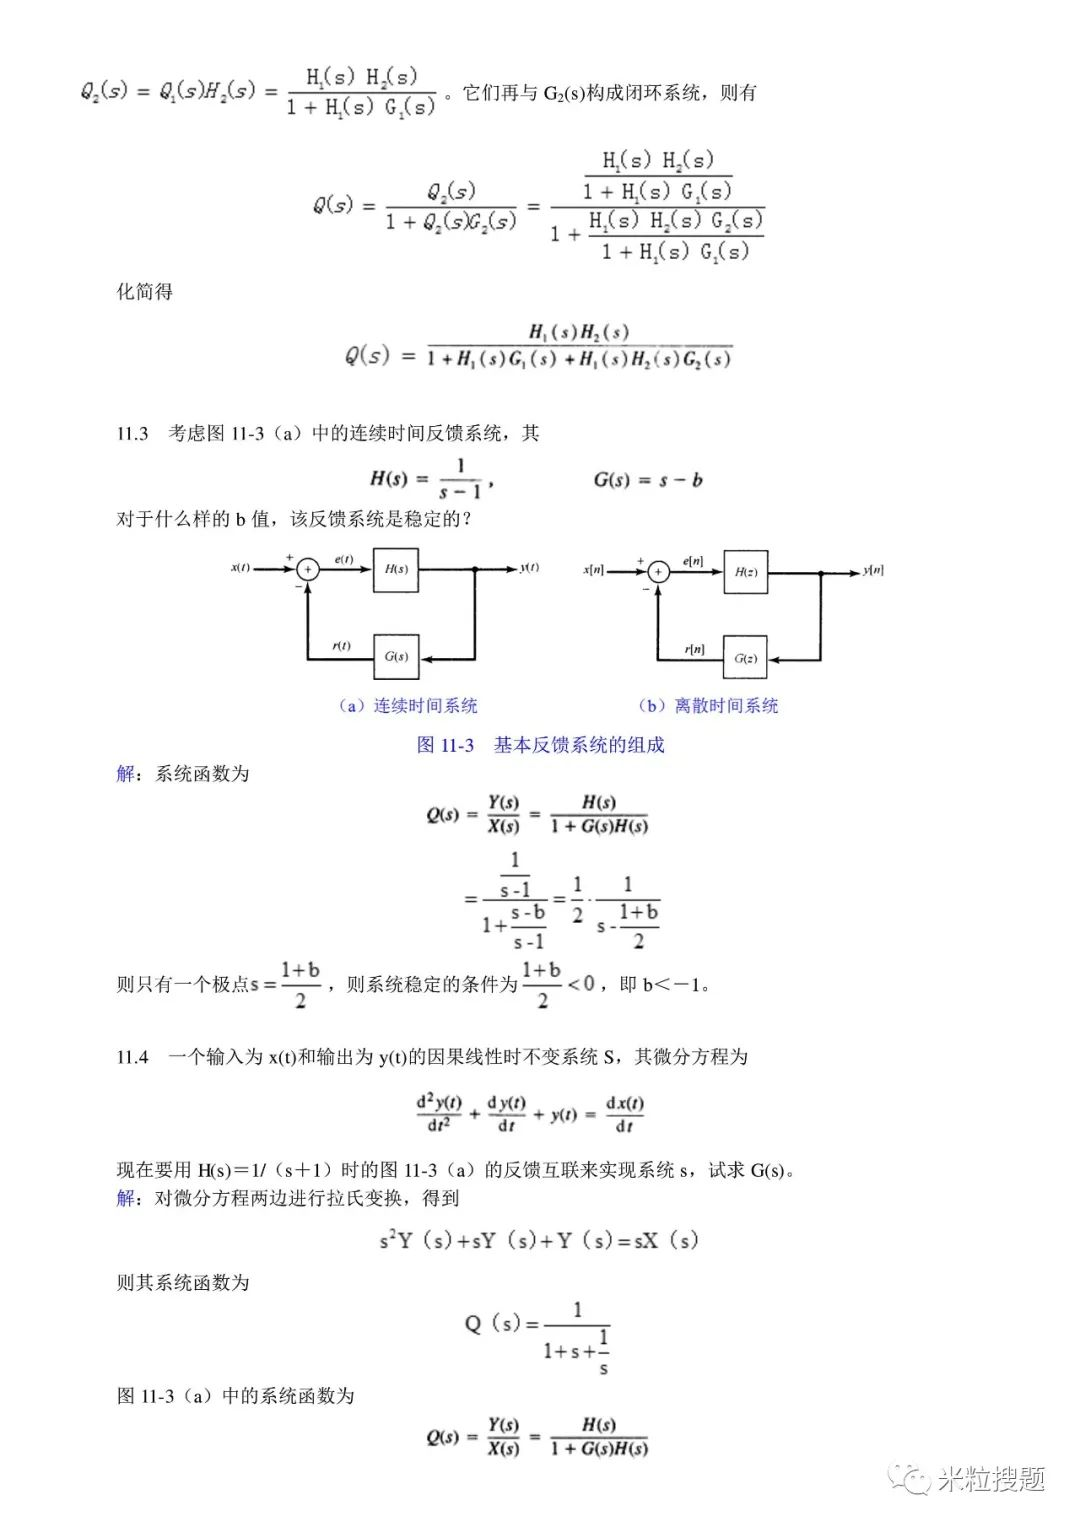 Q₂(s) = Q₁(s)H₂(s) = H₁(s) H₂(s) / (1 + H₁(s) G₁(s)) 。它们再与 G₂(s)构成闭环系统，则有
Q(s) = Q₂(s) / (1 + Q₂(s)G₂(s)) = (H₁(s) H₂(s) / (1 + H₁(s) G₁(s))) / (1 + H₁(s) H₂(s) G₂(s) / (1 + H₁(s) G₁(s)))
化简得
Q(s) = H₁(s)H₂(s) / (1 + H₁(s)G₁(s) + H₁(s)H₂(s)G₂(s))
11.3 考虑图 11-3（a）中的连续时间反馈系统，其
H(s) = 1 / (s − 1) , G(s) = s − b
对于什么样的 b 值，该反馈系统是稳定的？
x(t) + − + e(t) H(s) y(t) r(t) G(s)
x[n] + − + e[n] H(z) y[n] r[n] G(z)
（a）连续时间系统 （b）离散时间系统
图 11-3 基本反馈系统的组成
解：系统函数为
Q(s) = Y(s) / X(s) = H(s) / (1 + G(s)H(s))
= (1 / (s-1)) / (1 + (s-b) / (s-1)) = 1/2 · 1 / (s - (1+b)/2)
则只有一个极点s = (1+b)/2 ，则系统稳定的条件为 (1+b)/2 < 0 ，即 b＜－1。
11.4 一个输入为 x(t)和输出为 y(t)的因果线性时不变系统 S，其微分方程为
d²y(t)/dt² + dy(t)/dt + y(t) = dx(t)/dt
现在要用 H(s)＝1/（s＋1）时的图 11-3（a）的反馈互联来实现系统 s，试求 G(s)。
解：对微分方程两边进行拉氏变换，得到
s²Y（s）+sY（s）+Y（s）=sX（s）
则其系统函数为
Q（s）= 1 / (1+s+1/s)
图 11-3（a）中的系统函数为
Q(s) = Y(s) / X(s) = H(s) / (1 + G(s)H(s))
米粒搜题